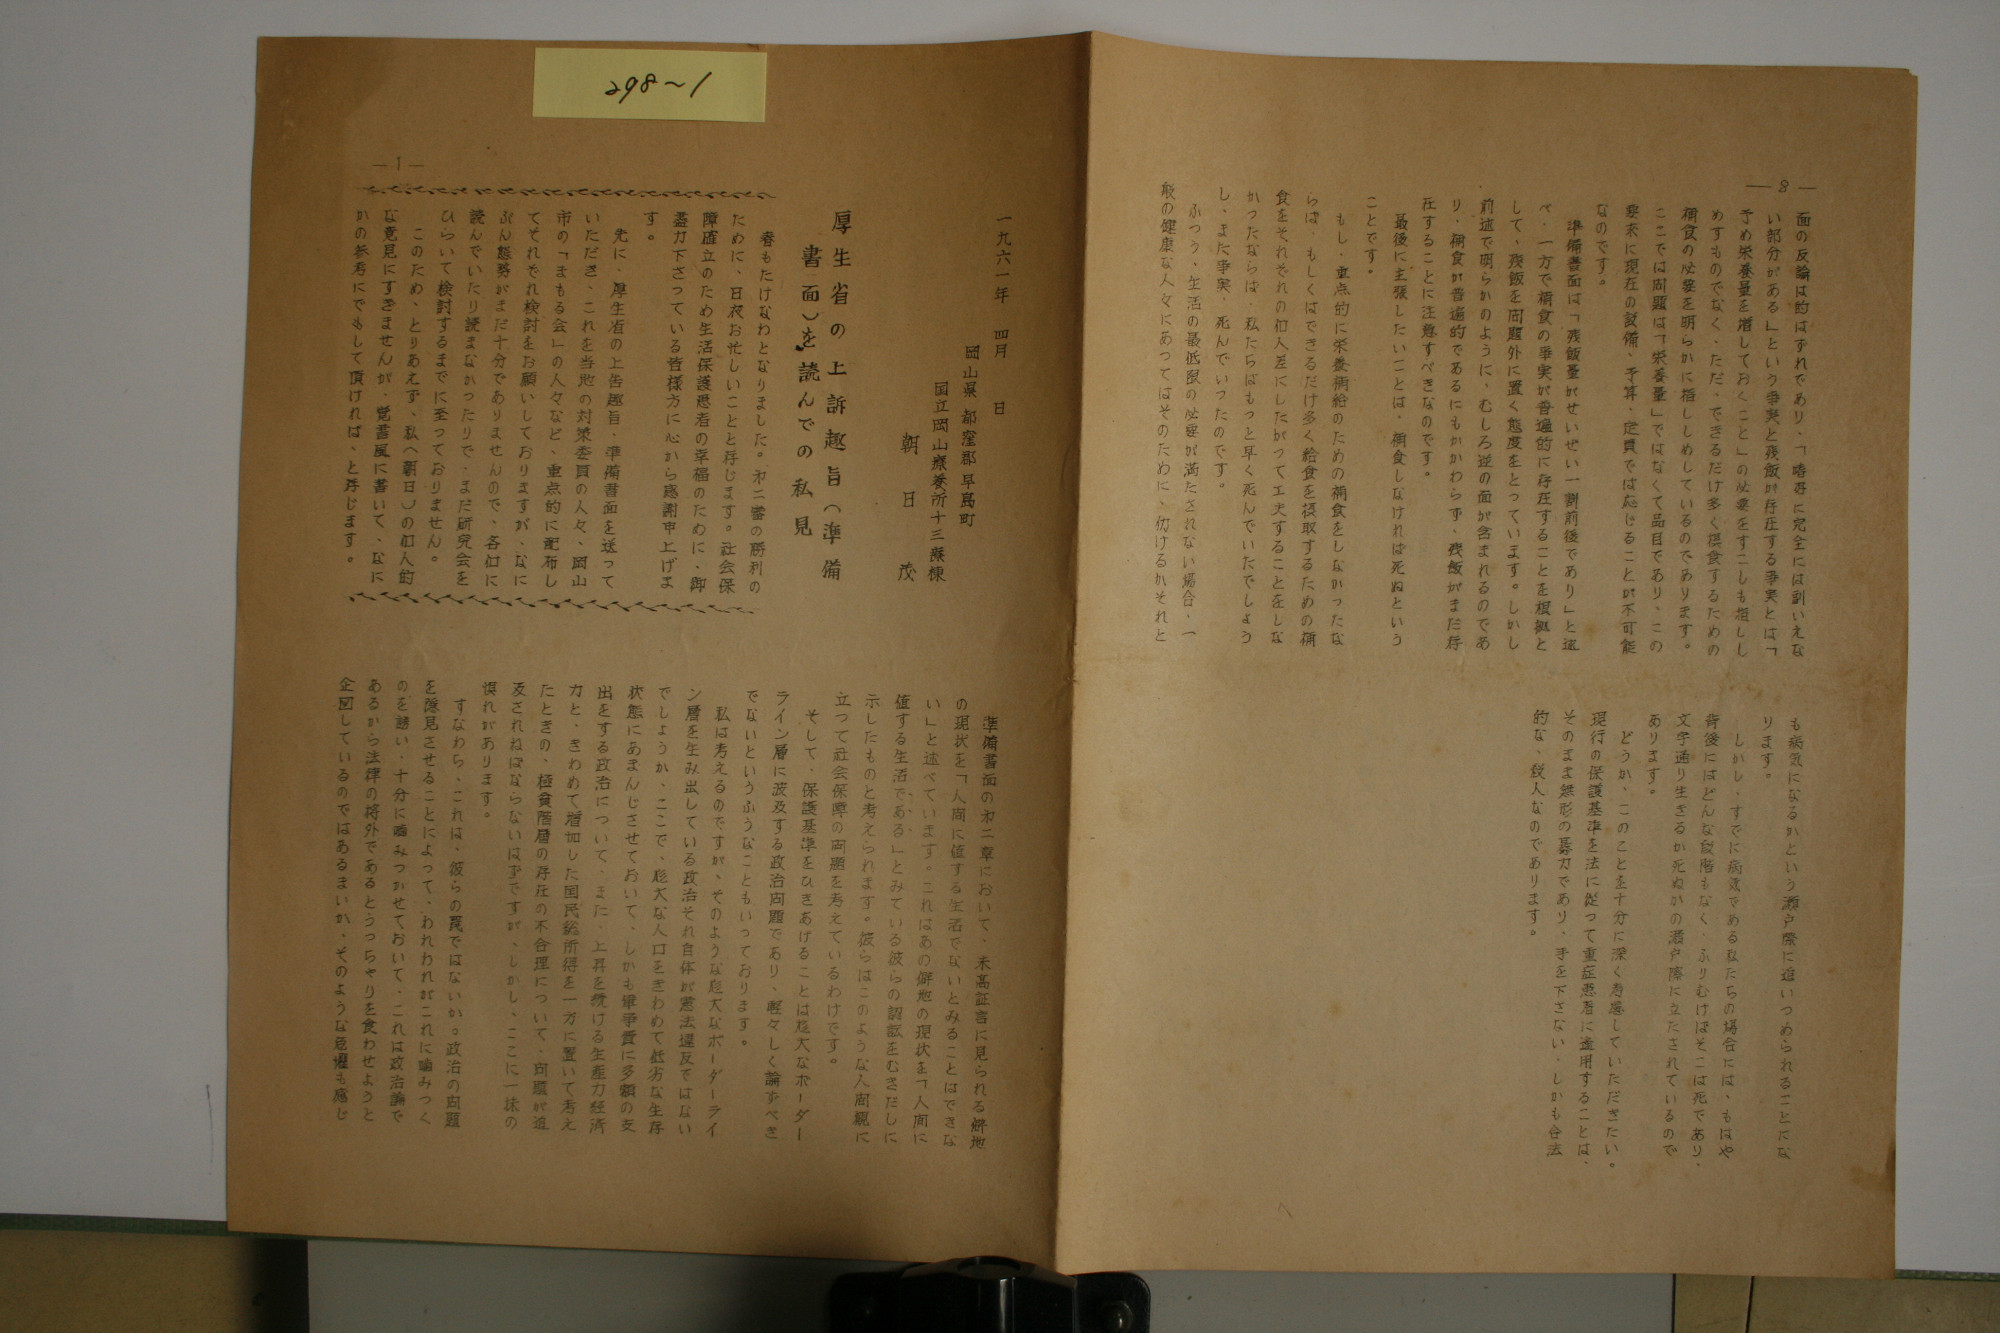 298~1
—1—
一九六一年 四月 日
岡山県 都窪郡 早島町
国立岡山療養所十三療棟
朝 日 茂
厚生省の上訴趣旨（準備
書面）を読んでの私見
春もたけなわとなりました。才二審の勝利の
ために、日夜お忙しいことと存じます。社会保
障確立のため生活保護患者の幸福のために、御
盡力下さっている皆様方に心から感謝申上げま
す。
先に、厚生省の上告趣旨・準備書面を送って
いただき、これを当地の対策委員の人々、岡山
市の「まもる会」の人々など、重点的に配布し
てそれぞれ検討をお願いしておりますが、なに
ぶん態勢がまだ十分でありませんので、各位に
読んでいたり読まなかったりで、まだ研究会を
ひらいて検討するまでに至っておりません。
このため、とりあえず、私（朝日）の個人的
な意見にすぎませんが、覚書風に書いて、なに
かの参考にでもして頂ければ、と存じます。
準備書面の才二章において、末高証言に見られる僻地
の現状を「人間に値する生活でないとみることはできな
い」と述べています。これはあの僻地の現状を「人間に
値する生活である」とみている彼らの認識をむきだしに
示したものと考えられます。彼らはこのような人間観に
立って社会保障の問題を考えているわけです。
そして、保護基準をひきあげることは尨大なボーダー
ライン層に波及する政治問題であり、軽々しく論ずべき
でないというふうなこともいっております。
私は考えるのですが、そのような尨大なボーダーライ
ン層を生み出している政治それ自体が憲法違反ではない
でしょうか、ここで、尨大な人口をきわめて低劣な生存
状態にあまんじさせておいて、しかも軍事費に多額の支
出をする政治について、また、上昇を続ける生産力経済
力と、きわめて増加した国民総所得を一方に置いて考え
たときの、極貧階層の存在の不合理について、問題が追
及されねばならないはずですが、しかし、ここに一抹の
惧れがあります。
すなわち、これは、彼らの罠ではないか。政治の問題
を隠見させることによって、われわれがこれに噛みつく
のを誘い、十分に噛みつかせておいて、これは政治論で
あるから法律の枠外であるとうっちゃりを食わせようと
企図しているのではあるまいか、そのような危惧も感じ
—8—
面の反論は的はずれであり、「嗜好に完全には副いえな
い部分がある」という事実と残飯が存在する事実とは「
予め栄養量を増しておくこと」の必要をすこしも指し
めすものでなく、ただ、できるだけ多く摂食するための
補食の必要を明らかに指ししめしているのであります。
ここでは問題は「栄養量」ではなくて品目であり、この
要求に現在の設備・予算・定員では応じることが不可能
なのです。
準備書面は「残飯量がせいぜい一割前後であり」と述
べ、一方で補食の事実が普遍的に存在することを根拠と
して、残飯を問題外に置く態度をとっています。しかし
前述で明らかのように、むしろ逆の面が含まれるのであ
り、補食が普遍的であるにもかかわらず、残飯がまだ存
在することに注意すべきなのです。
最後に主張したいことは、補食しなければ死ぬという
ことです。
もし、重点的に栄養補給のための補食をしなかったな
らば、もしくはできるだけ多く給食を摂取するための補
食をそれぞれの個人差にしたがって工夫することをしな
かったならば、私たちはもっと早く死んでいたでしょう
し、また事実、死んでいったのです。
ふつう、生活の最低限の必要が満たされない場合、一
般の健康な人々にあってはそのために、仂けるかそれと
も病気になるかという瀬戸際に追いつめられることにな
ります。
しかし、すでに病気である私たちの場合には、もはや
背後にはどんな段階もなく、ふりむけばそこは死であり、
文字通り生きるか死ぬかの瀬戸際に立たされているので
あります。
どうか、このことを十分に深く考慮していただきたい。
現行の保護基準を法に従って重症患者に適用することは、
そのまま無形の暴力であり、手を下さない、しかも合法
的な、殺人なのであります。